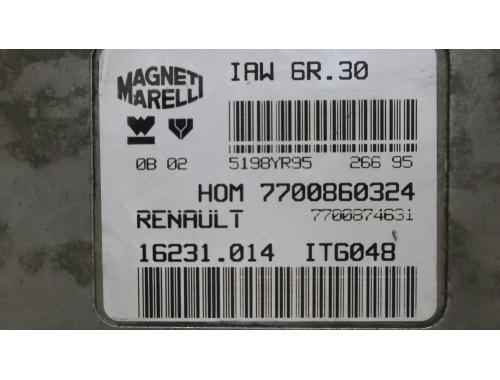 MAGNETI MARELLI
IAW 6R.30
0B 02
5198YR95 266 95
HOM 7700860324
RENAULT 7700874631
16231.014 ITG048